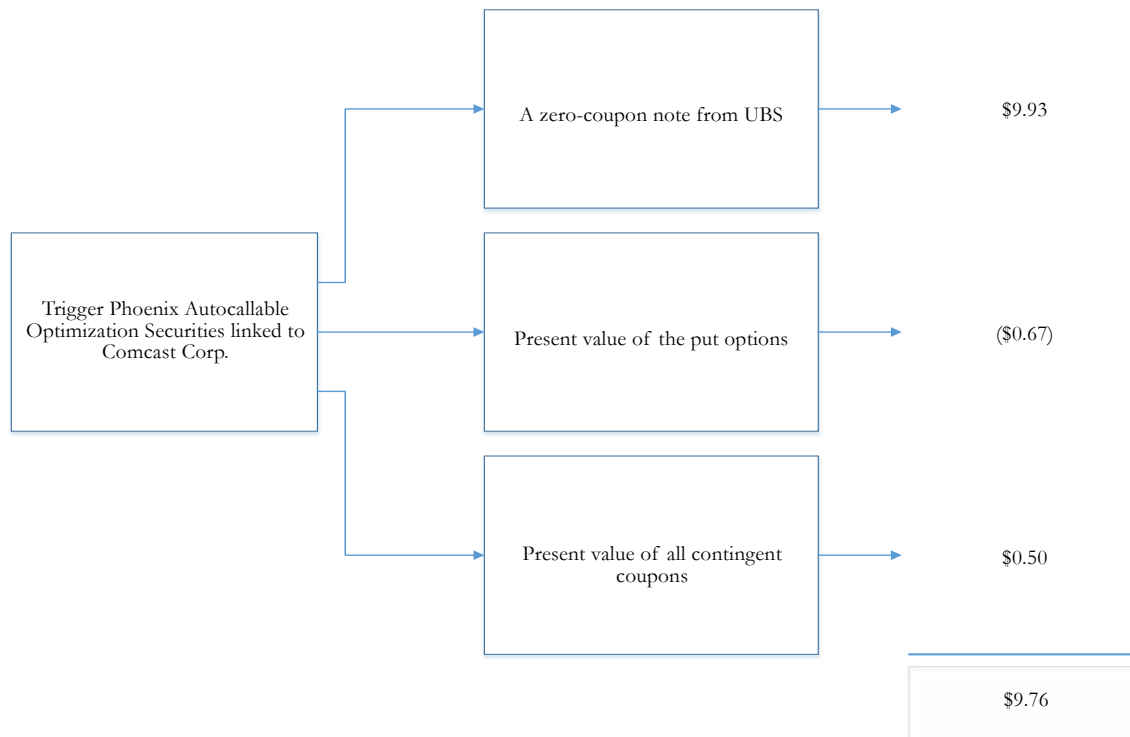 A zero-coupon note from UBS
$9.93
Trigger Phoenix Autocallable
Optimization Securities linked to
Comcast Corp.
Present value of the put options
($0.67)
Present value of all contingent
coupons
$0.50
$9.76